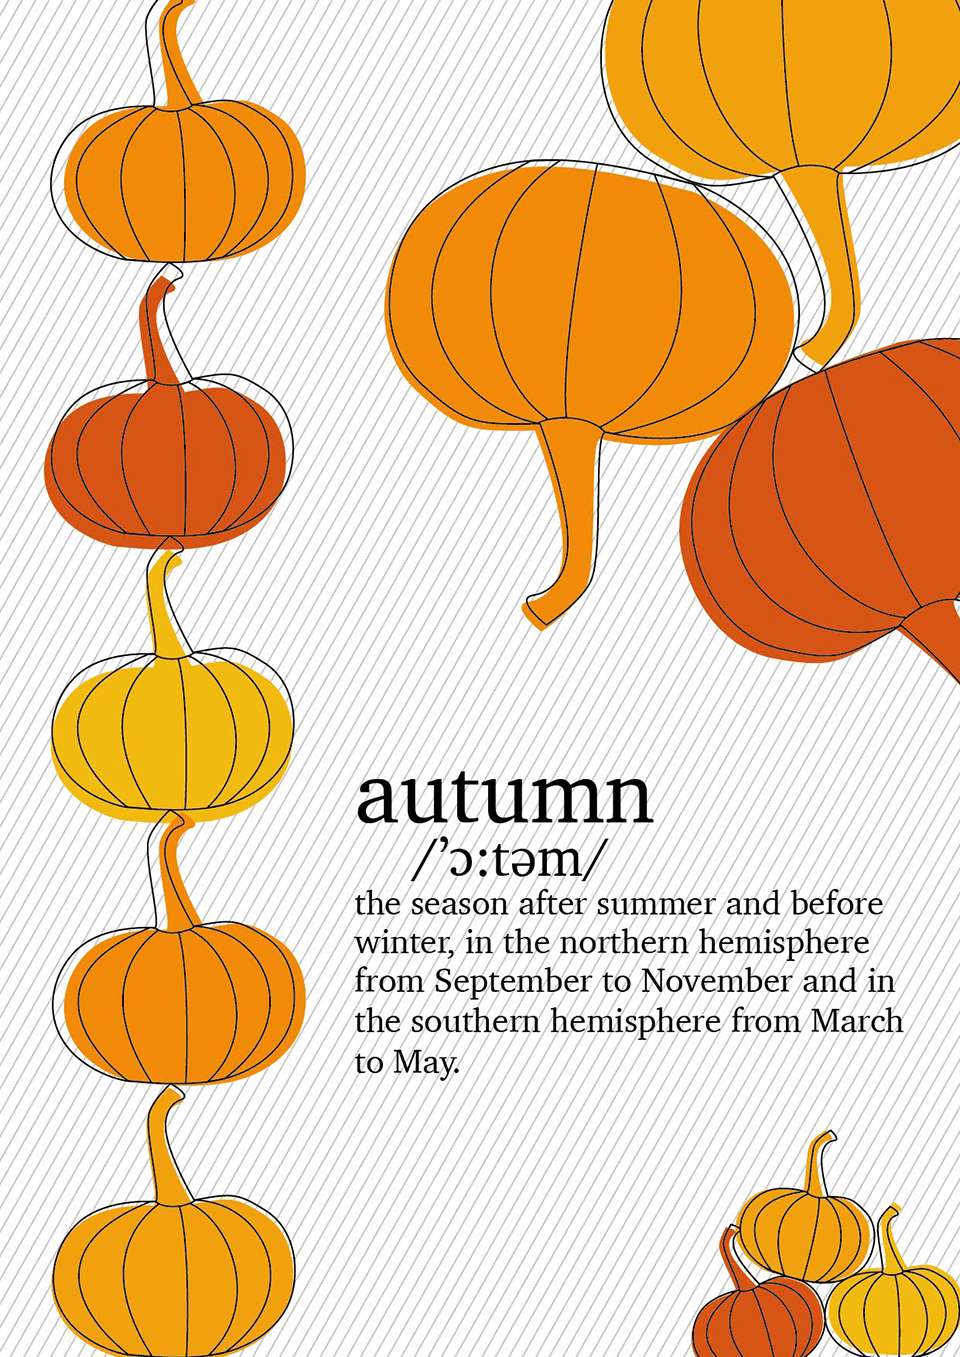 autumn
/’ɔ:təm/
the season after summer and before
winter, in the northern hemisphere
from September to November and in
the southern hemisphere from March
to May.